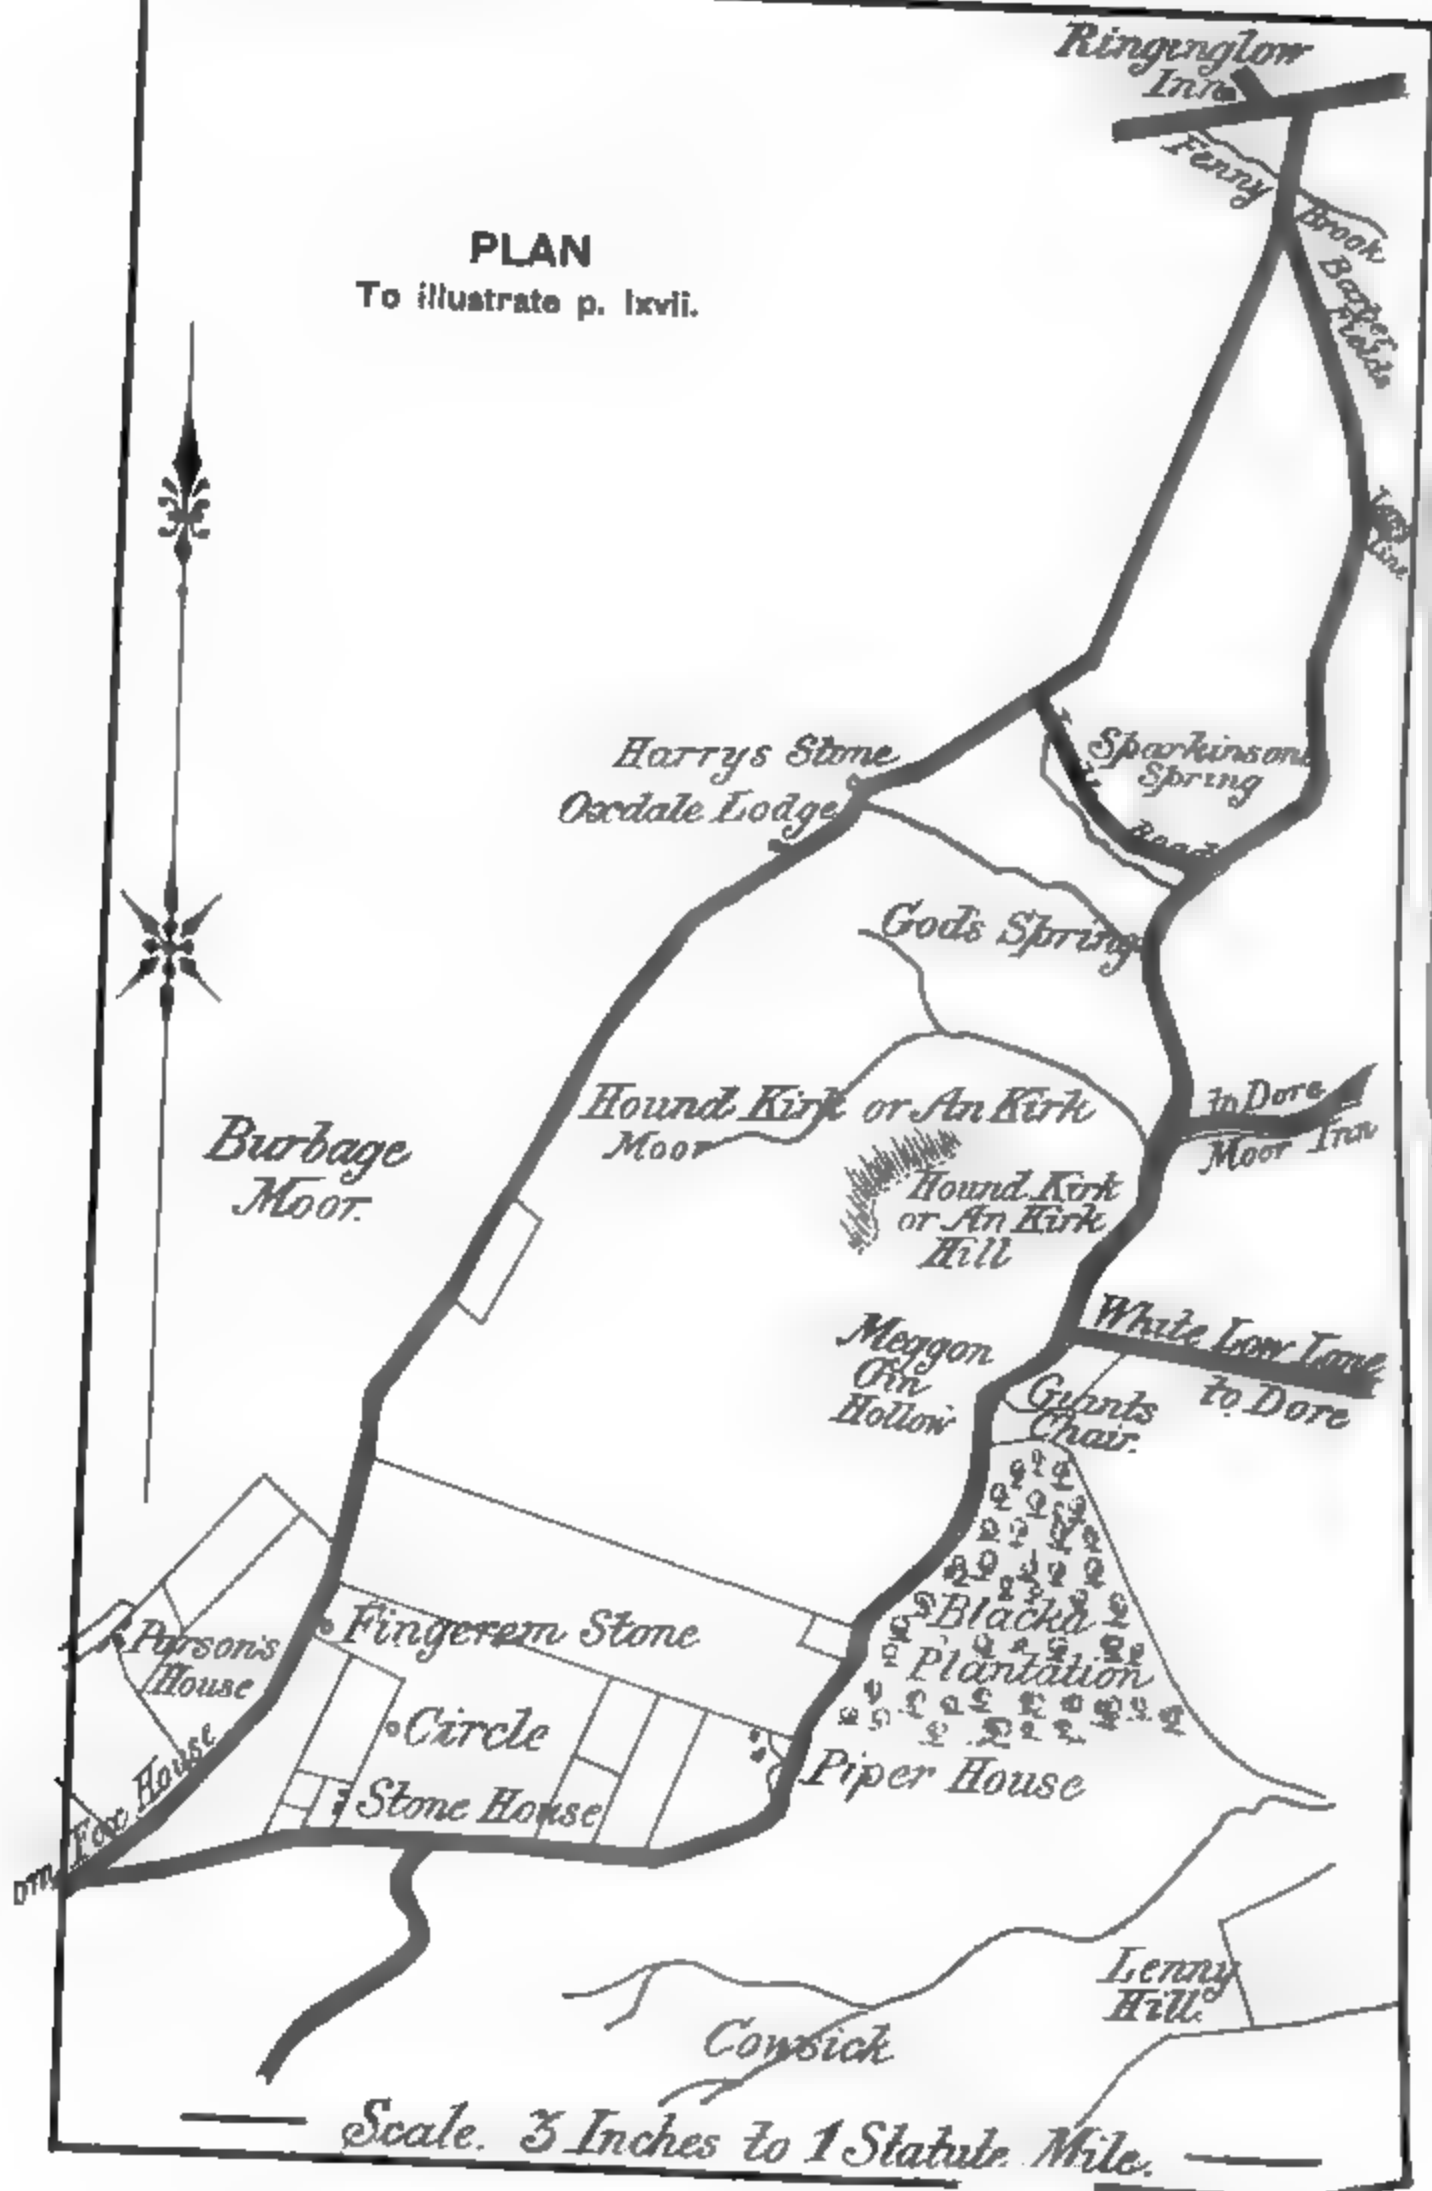 Ringinglow
Inn
Fenny
Brook
PLAN
To illustrate p. lxvii.
Barber
Fields
Line
Harrys Stone
Oxdale Lodge
Sparkinsons
Spring
Road
Gods Spring
Hound Kirk or An Kirk
Moor
to Dore
Moor Inn
Burbage
Moor.
Hound Kirk
or An Kirk
Hill
White Low Lane
to Dore
Meggon
Oin
Hollow
Giants
Chair.
Blacka
Plantation
Parson's
House
Fingerem Stone
Circle
Stone House
Piper House
Fox House
Inn
Lenny
Hill.
Cowsick
Scale. 3 Inches to 1 Statute Mile.